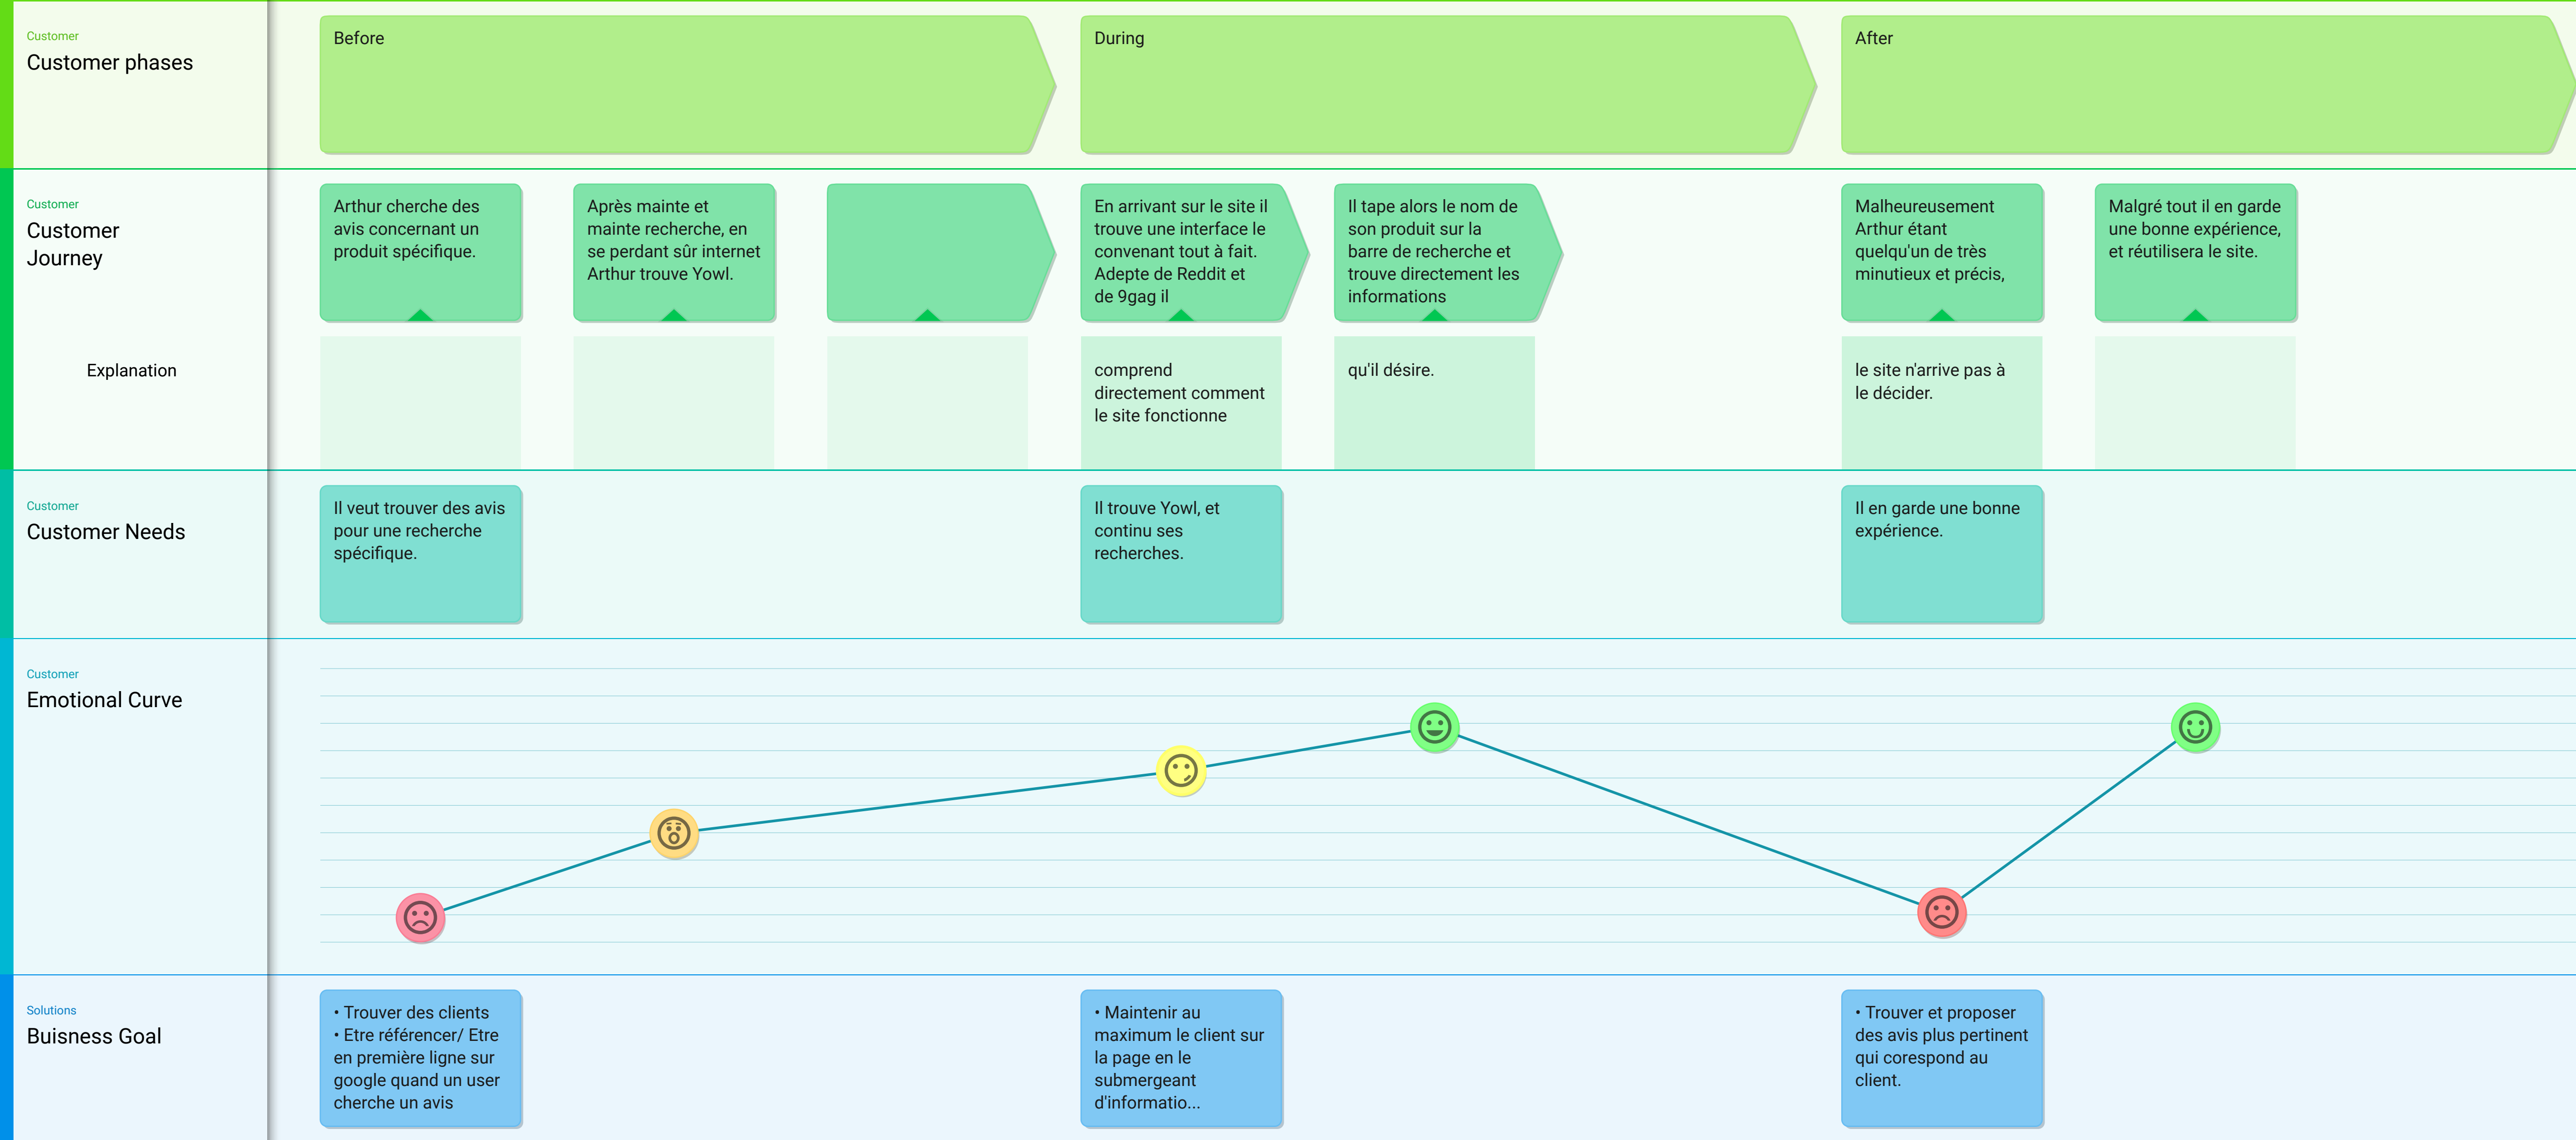 Customer
Customer phases
Before
During
After
Customer
Customer
Journey
Arthur cherche des
avis concernant un
produit spécifique.
Après mainte et
mainte recherche, en
se perdant sûr internet
Arthur trouve Yowl.
En arrivant sur le site il
trouve une interface le
convenant tout à fait.
Adepte de Reddit et
de 9gag il
Il tape alors le nom de
son produit sur la
barre de recherche et
trouve directement les
informations
Malheureusement
Arthur étant
quelqu'un de très
minutieux et précis,
Malgré tout il en garde
une bonne expérience,
et réutilisera le site.
Explanation
comprend
directement comment
le site fonctionne
qu'il désire.
le site n'arrive pas à
le décider.
Customer
Customer Needs
Il veut trouver des avis
pour une recherche
spécifique.
Il trouve Yowl, et
continu ses
recherches.
Il en garde une bonne
expérience.
Customer
Emotional Curve
Solutions
Buisness Goal
• Trouver des clients
• Etre référencer/ Etre
en première ligne sur
google quand un user
cherche un avis
• Maintenir au
maximum le client sur
la page en le
submergeant
d'informatio...
• Trouver et proposer
des avis plus pertinent
qui corespond au
client.